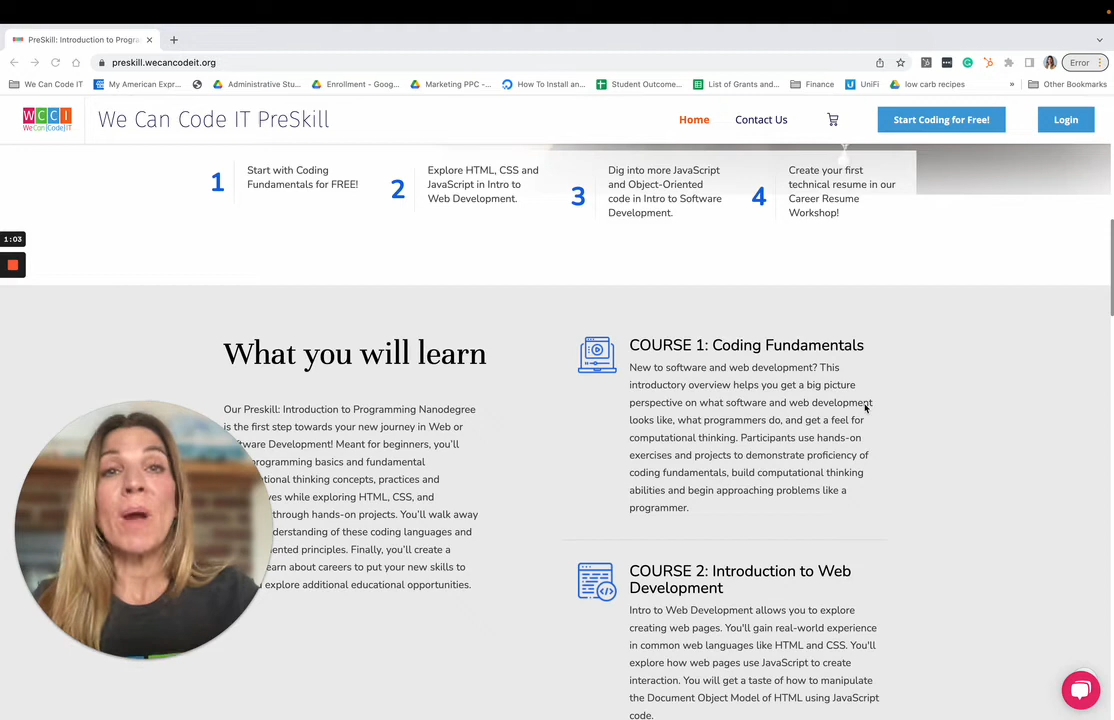 PreSkill: Introduction to Progra
preskill.wecancodeit.org
Error
We Can Code IT
My American Expr...
Administrative Stu...
Enrollment - Goog...
Marketing PPC -...
How To Install an...
Student Outcome...
List of Grants and...
Finance
UniFi
low carb recipes
»
Other Bookmarks
WCCI
We Can {Code} IT
We Can Code IT PreSkill
Home
Contact Us
Start Coding for Free!
Login
1
Start with Coding
Fundamentals for FREE!
2
Explore HTML, CSS and
JavaScript in Intro to
Web Development.
3
Dig into more JavaScript
and Object-Oriented
code in Intro to Software
Development.
4
Create your first
technical resume in our
Career Resume
Workshop!
1:03
What you will learn
Our Preskill: Introduction to Programming Nanodegree
is the first step towards your new journey in Web or
ftware Development! Meant for beginners, you'll
programming basics and fundamental
tional thinking concepts, practices and
ves while exploring HTML, CSS, and
through hands-on projects. You'll walk away
derstanding of these coding languages and
ented principles. Finally, you'll create a
earn about careers to put your new skills to
explore additional educational opportunities.
COURSE 1: Coding Fundamentals
New to software and web development? This
introductory overview helps you get a big picture
perspective on what software and web development
looks like, what programmers do, and get a feel for
computational thinking. Participants use hands-on
exercises and projects to demonstrate proficiency of
coding fundamentals, build computational thinking
abilities and begin approaching problems like a
programmer.
COURSE 2: Introduction to Web
Development
Intro to Web Development allows you to explore
creating web pages. You'll gain real-world experience
in common web languages like HTML and CSS. You'll
explore how web pages use JavaScript to create
interaction. You will get a taste of how to manipulate
the Document Object Model of HTML using JavaScript
code.